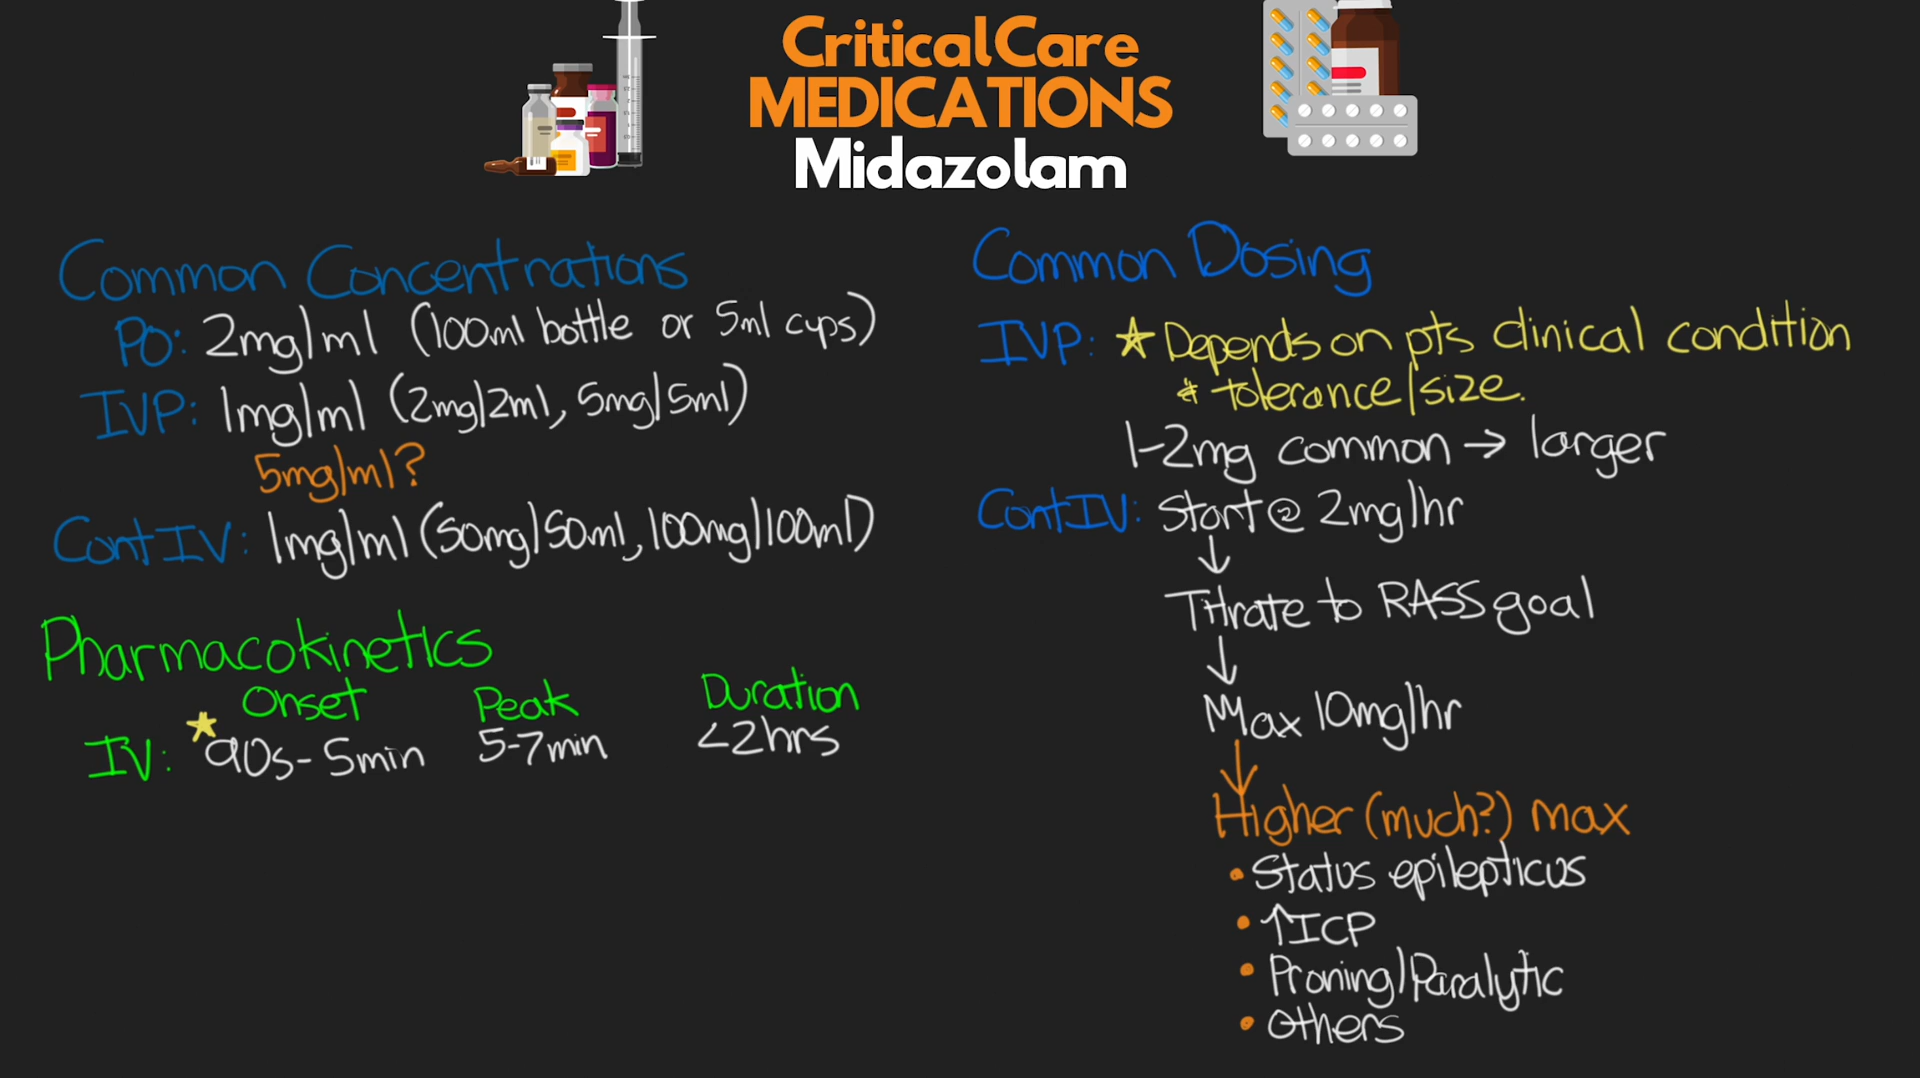 Critical Care
MEDICATIONS
Midazolam
Common Concentrations
PO: 2mg/ml (100ml bottle or 5ml cups)
IVP: 1mg/ml (2mg/2ml, 5mg/5ml)
5mg/ml?
Cont IV: 1mg/ml (50mg/50ml, 100mg/100ml)
Pharmacokinetics
Onset Peak Duration
IV: ★90s-5min 5-7min <2hrs
Common Dosing
IVP: ★Depends on pts clinical condition
& tolerance/size.
1-2mg common → larger
Cont IV: Start @ 2mg/hr
↓
Titrate to RASS goal
↓
Max 10mg/hr
↓
Higher (much?) max
• Status epilepticus
• ↑ICP
• Proning/Paralytic
• Others